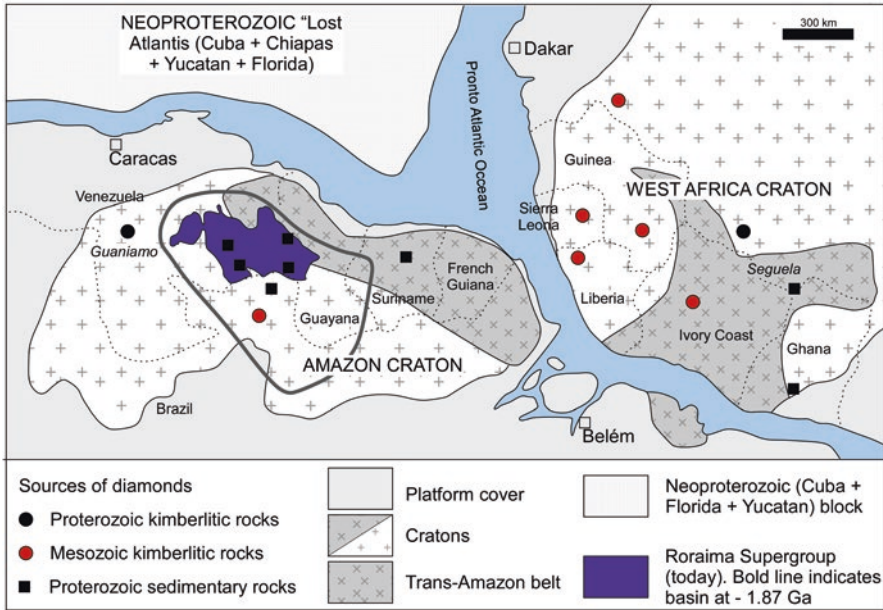 NEOPROTEROZOIC “Lost
Atlantis (Cuba + Chiapas
+ Yucatan + Florida)
Dakar
300 km
Pronto Atlantic Occean
Caracas
Guinea
WEST AFRICA CRATON
Venezuela
Sierra
Leona
Guaniamo
Seguela
French
Guiana
Suriname
Liberia
Guayana
Ivory Coast
Ghana
AMAZON CRATON
Brazil
Belém
Sources of diamonds
Proterozoic kimberlitic rocks
Mesozoic kimberlitic rocks
Proterozoic sedimentary rocks
Platform cover
Cratons
Trans-Amazon belt
Neoproterozoic (Cuba +
Florida + Yucatan) block
Roraima Supergroup
(today). Bold line indicates
basin at - 1.87 Ga